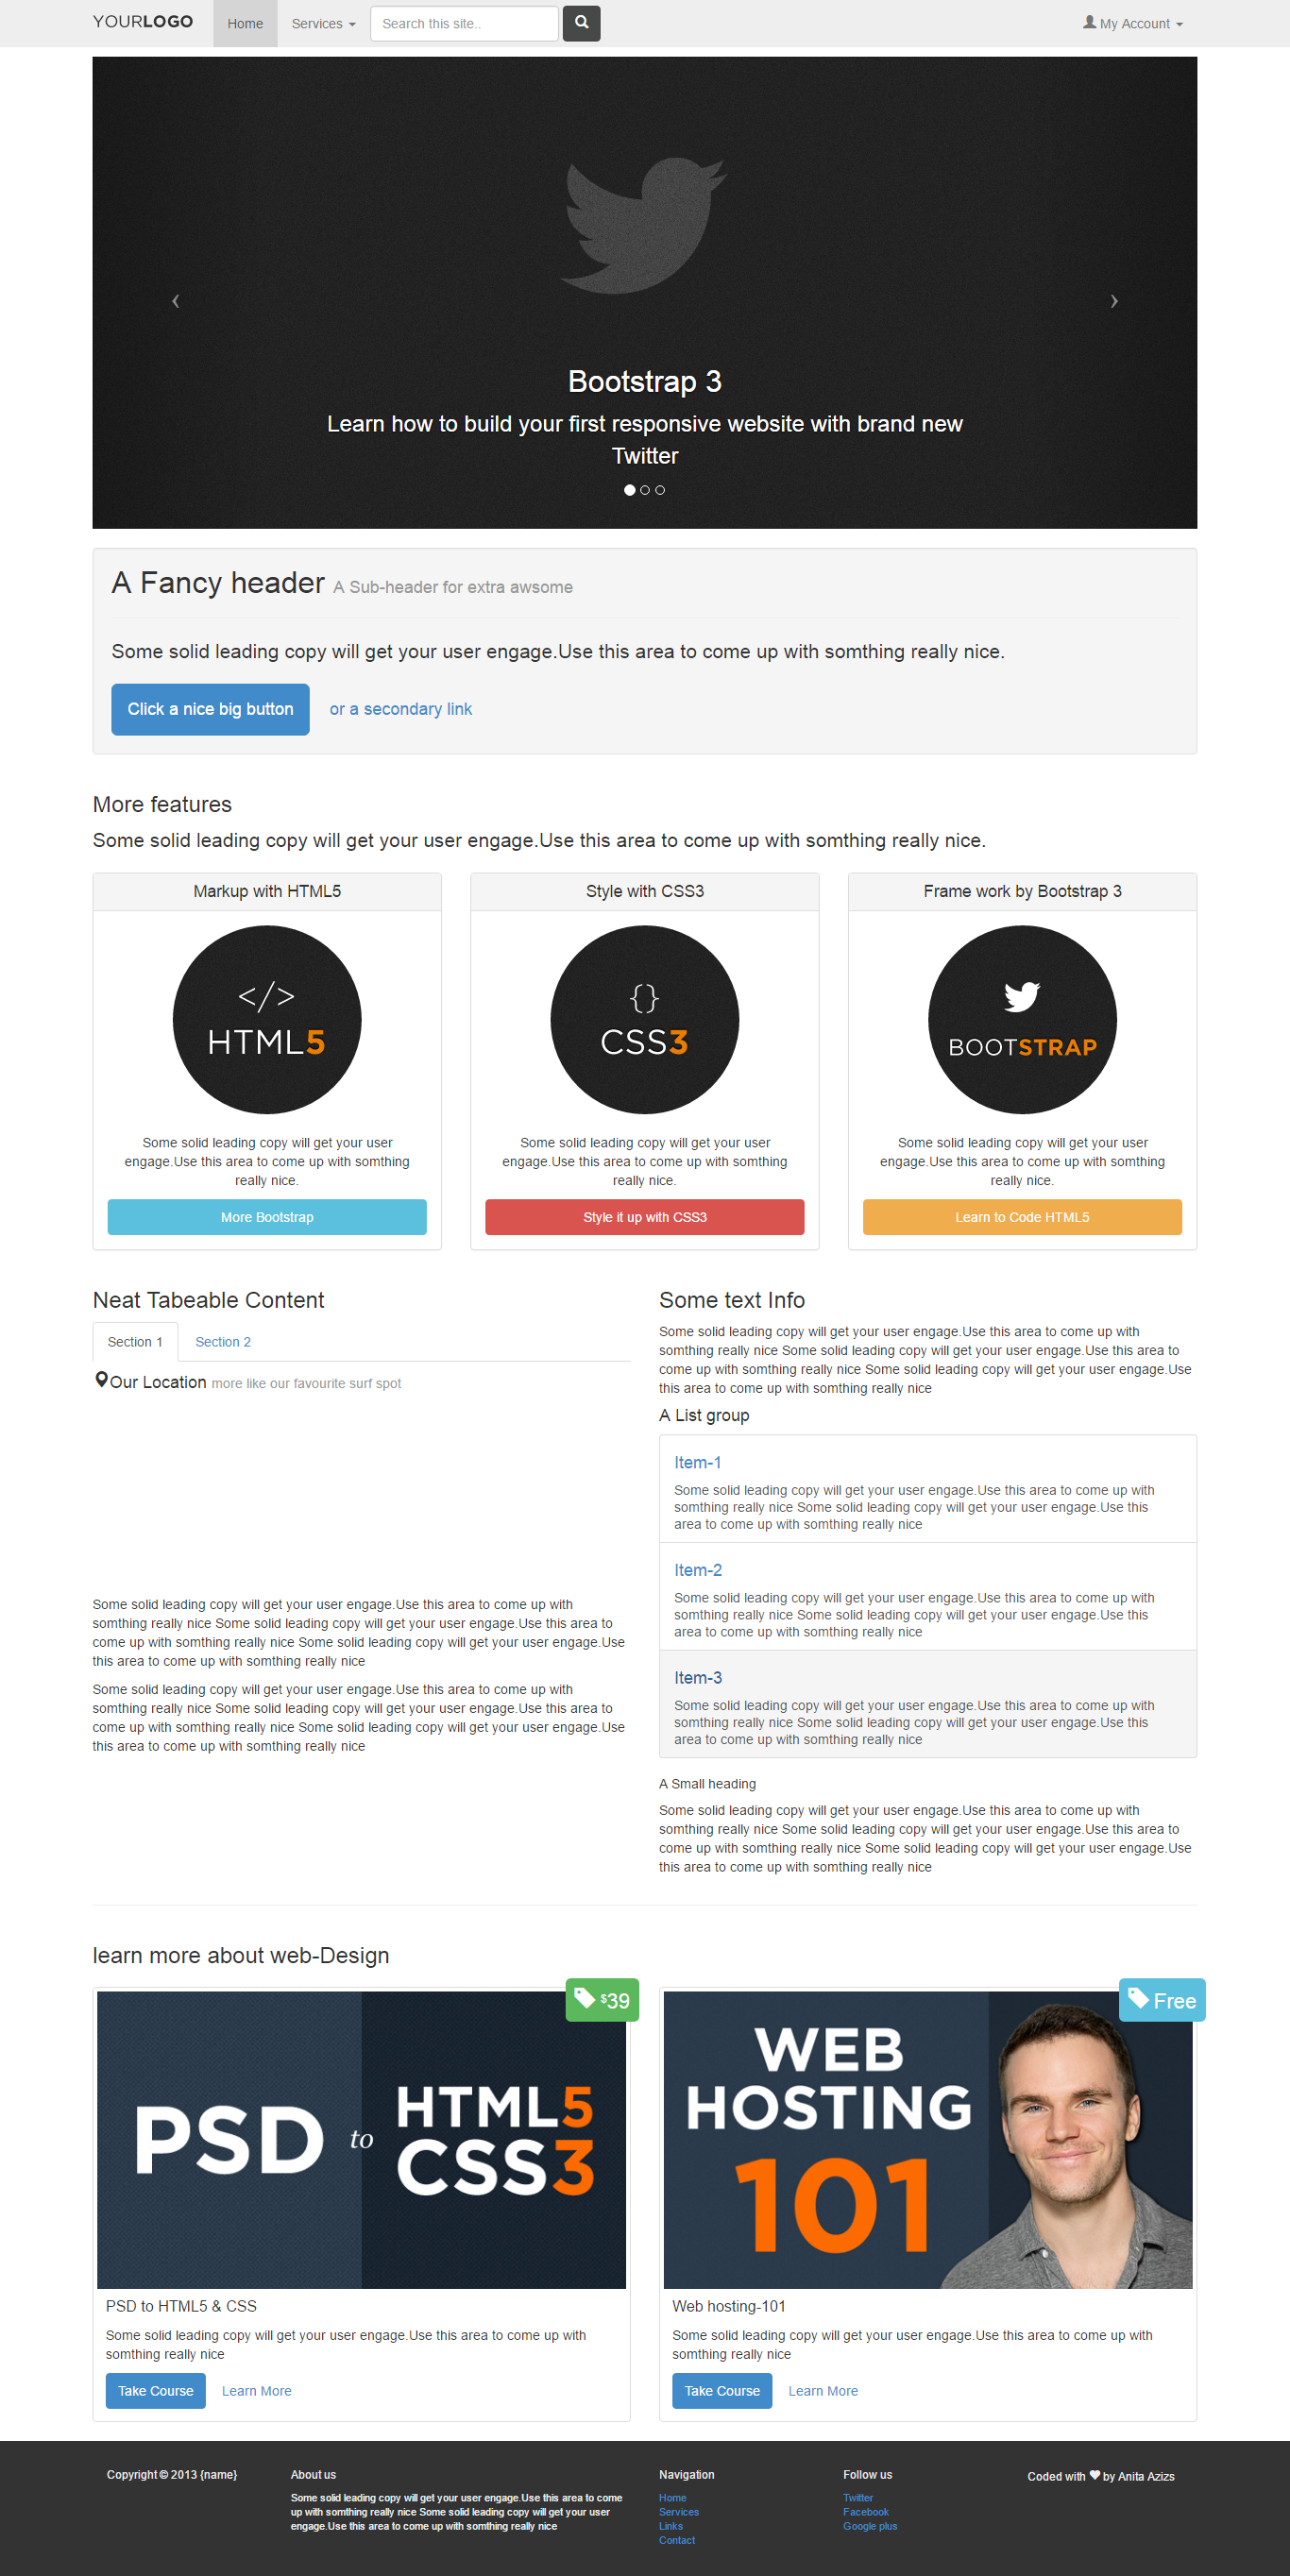 YOURLOGO
Home
Services
Search this site..
My Account
Bootstrap 3
Learn how to build your first responsive website with brand new
Twitter
A Fancy header A Sub-header for extra awsome
Some solid leading copy will get your user engage.Use this area to come up with somthing really nice.
Click a nice big button
or a secondary link
More features
Some solid leading copy will get your user engage.Use this area to come up with somthing really nice.
Markup with HTML5
</>
HTML5
Some solid leading copy will get your user
engage.Use this area to come up with somthing
really nice.
More Bootstrap
Style with CSS3
{}
CSS3
Some solid leading copy will get your user
engage.Use this area to come up with somthing
really nice.
Style it up with CSS3
Frame work by Bootstrap 3
BOOTSTRAP
Some solid leading copy will get your user
engage.Use this area to come up with somthing
really nice.
Learn to Code HTML5
Neat Tabeable Content
Section 1
Section 2
Our Location more like our favourite surf spot
Some solid leading copy will get your user engage.Use this area to come up with
somthing really nice Some solid leading copy will get your user engage.Use this area to
come up with somthing really nice Some solid leading copy will get your user engage.Use
this area to come up with somthing really nice
Some solid leading copy will get your user engage.Use this area to come up with
somthing really nice Some solid leading copy will get your user engage.Use this area to
come up with somthing really nice Some solid leading copy will get your user engage.Use
this area to come up with somthing really nice
Some text Info
Some solid leading copy will get your user engage.Use this area to come up with
somthing really nice Some solid leading copy will get your user engage.Use this area to
come up with somthing really nice Some solid leading copy will get your user engage.Use
this area to come up with somthing really nice
A List group
Item-1
Some solid leading copy will get your user engage.Use this area to come up with
somthing really nice Some solid leading copy will get your user engage.Use this
area to come up with somthing really nice
Item-2
Some solid leading copy will get your user engage.Use this area to come up with
somthing really nice Some solid leading copy will get your user engage.Use this
area to come up with somthing really nice
Item-3
Some solid leading copy will get your user engage.Use this area to come up with
somthing really nice Some solid leading copy will get your user engage.Use this
area to come up with somthing really nice
A Small heading
Some solid leading copy will get your user engage.Use this area to come up with
somthing really nice Some solid leading copy will get your user engage.Use this area to
come up with somthing really nice Some solid leading copy will get your user engage.Use
this area to come up with somthing really nice
learn more about web-Design
$39
PSD to HTML5
CSS3
PSD to HTML5 & CSS
Some solid leading copy will get your user engage.Use this area to come up with
somthing really nice
Take Course
Learn More
Free
WEB
HOSTING
101
Web hosting-101
Some solid leading copy will get your user engage.Use this area to come up with
somthing really nice
Take Course
Learn More
Copyright © 2013 {name}
About us
Some solid leading copy will get your user engage.Use this area to come
up with somthing really nice Some solid leading copy will get your user
engage.Use this area to come up with somthing really nice
Navigation
Home
Services
Links
Contact
Follow us
Twitter
Facebook
Google plus
Coded with ❤ by Anita Azizs